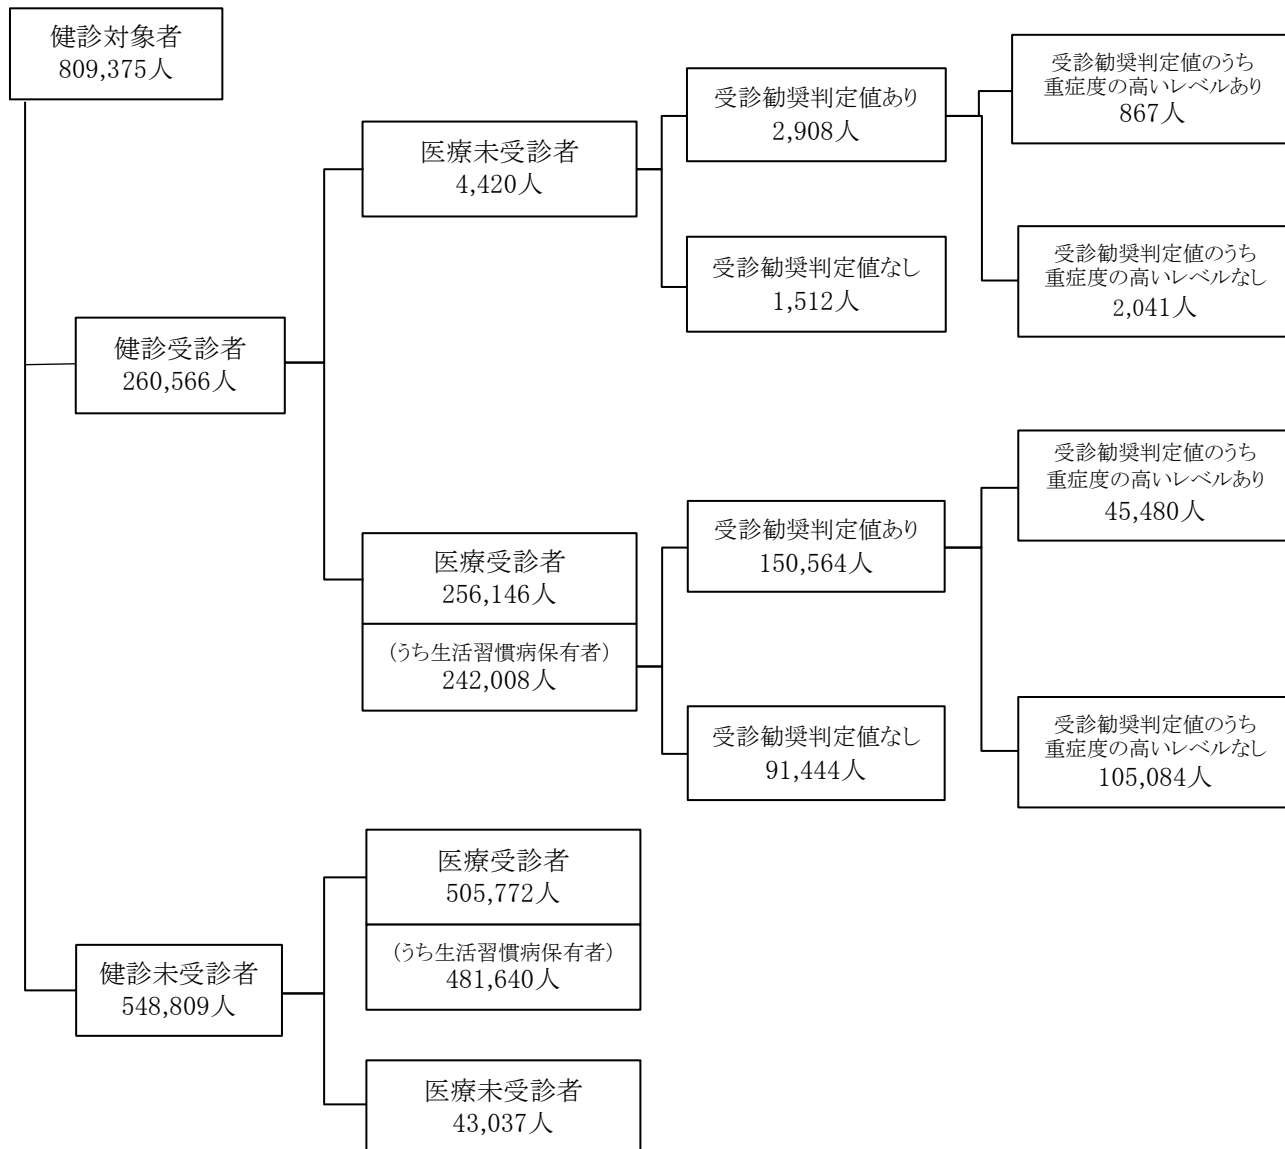 健診対象者
809,375人
健診受診者
260,566人
医療未受診者
4,420人
受診勧奨判定値あり
2,908人
受診勧奨判定値のうち
重症度の高いレベルあり
867人
受診勧奨判定値のうち
重症度の高いレベルなし
2,041人
受診勧奨判定値なし
1,512人
医療受診者
256,146人
(うち生活習慣病保有者)
242,008人
受診勧奨判定値あり
150,564人
受診勧奨判定値のうち
重症度の高いレベルあり
45,480人
受診勧奨判定値のうち
重症度の高いレベルなし
105,084人
受診勧奨判定値なし
91,444人
健診未受診者
548,809人
医療受診者
505,772人
(うち生活習慣病保有者)
481,640人
医療未受診者
43,037人